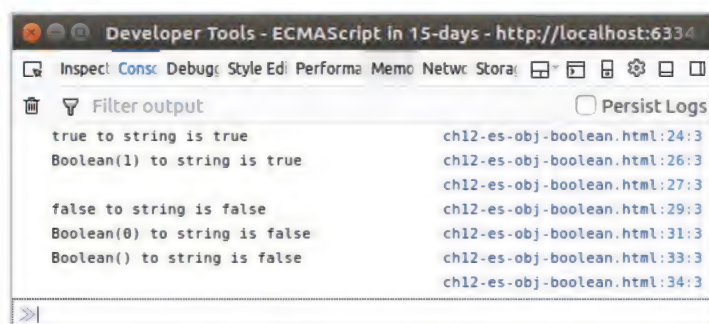 Developer Tools - ECMAScript in 15-days - http://localhost:6334
Inspect Consc Debugg Style Edi Performa Memo Netwc Storag
Filter output Persist Logs
true to string is true ch12-es-obj-boolean.html:24:3
Boolean(1) to string is true ch12-es-obj-boolean.html:26:3
ch12-es-obj-boolean.html:27:3
false to string is false ch12-es-obj-boolean.html:29:3
Boolean(0) to string is false ch12-es-obj-boolean.html:31:3
Boolean() to string is false ch12-es-obj-boolean.html:33:3
ch12-es-obj-boolean.html:34:3